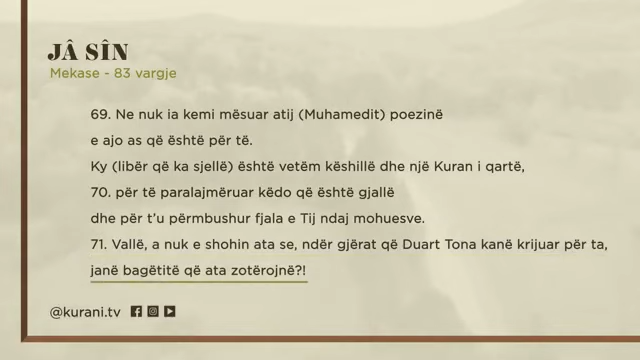 JÂ SÎN
Mekase - 83 vargje
69. Ne nuk ia kemi mësuar atij (Muhamedit) poezinë
e ajo as që është për të.
Ky (libër që ka sjellë) është vetëm këshillë dhe një Kuran i qartë,
70. për të paralajmëruar këdo që është gjallë
dhe për t'u përmbushur fjala e Tij ndaj mohuesve.
71. Vallë, a nuk e shohin ata se, ndër gjërat që Duart Tona kanë krijuar për ta,
janë bagëtitë që ata zotërojnë?!
@kurani.tv